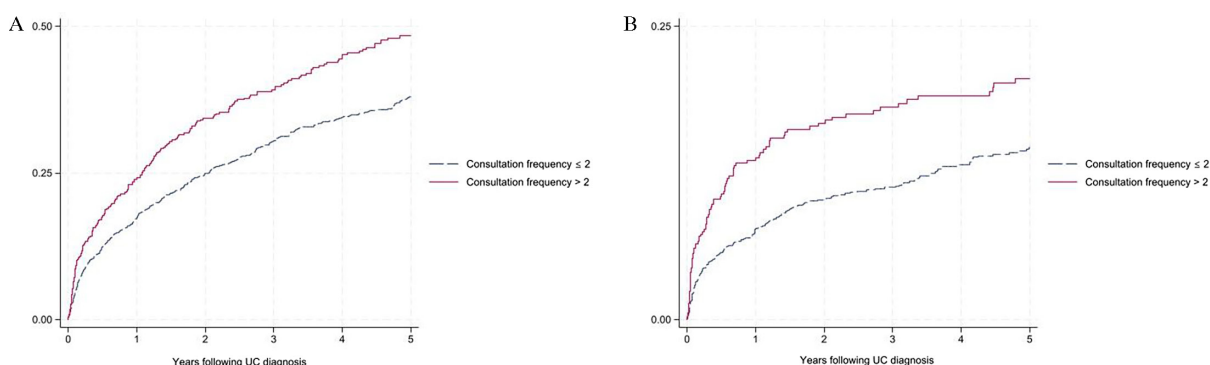 A
0.50
0.25
0.00
0 1 2 3 4 5
Years following UC diagnosis
Consultation frequency ≤ 2
Consultation frequency > 2
B
0.25
0.00
0 1 2 3 4 5
Years following UC diagnosis
Consultation frequency ≤ 2
Consultation frequency > 2